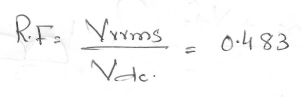 R.F = Vrrms / Vdc. = 0.483